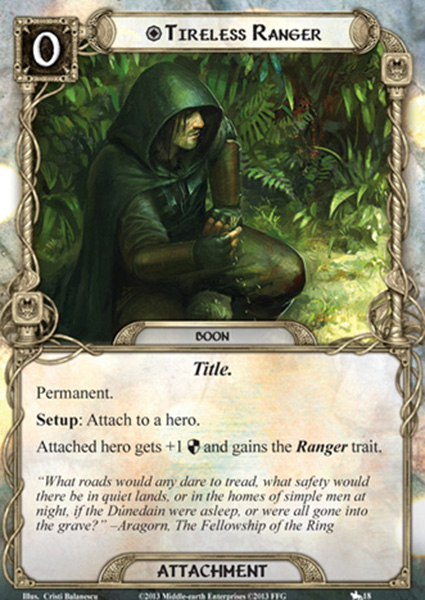 0
Tireless Ranger
BOON
Title.
Permanent.
Setup: Attach to a hero.
Attached hero gets +1 and gains the Ranger trait.
“What roads would any dare to tread, what safety would
there be in quiet lands, or in the homes of simple men at
night, if the Dúnedain were asleep, or were all gone into
the grave?” –Aragorn, The Fellowship of the Ring
ATTACHMENT
Illus. Cristi Balanescu ©2013 Middle-earth Enterprises ©2013 FFG 18